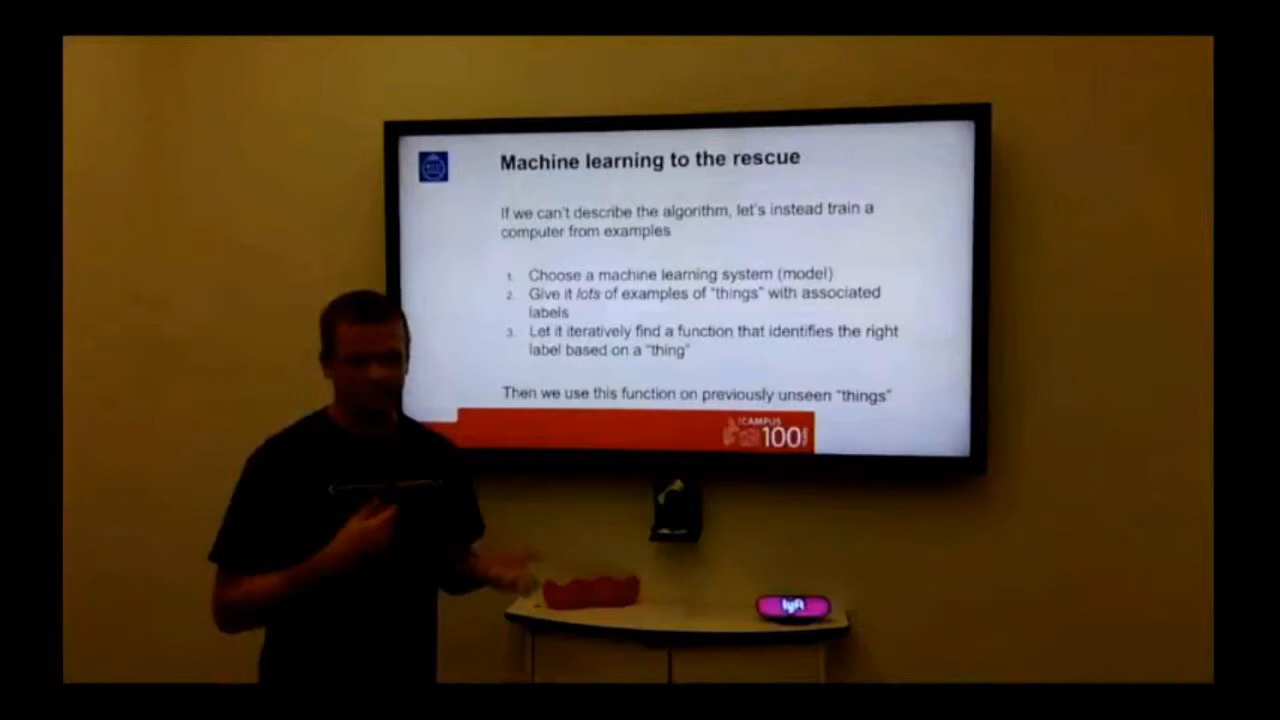 Machine learning to the rescue
If we can't describe the algorithm, let's instead train a
computer from examples
1. Choose a machine learning system (model)
2. Give it lots of examples of "things" with associated
labels
3. Let it iteratively find a function that identifies the right
label based on a "thing"
Then we use this function on previously unseen "things"
CAMPUS
100
lyft